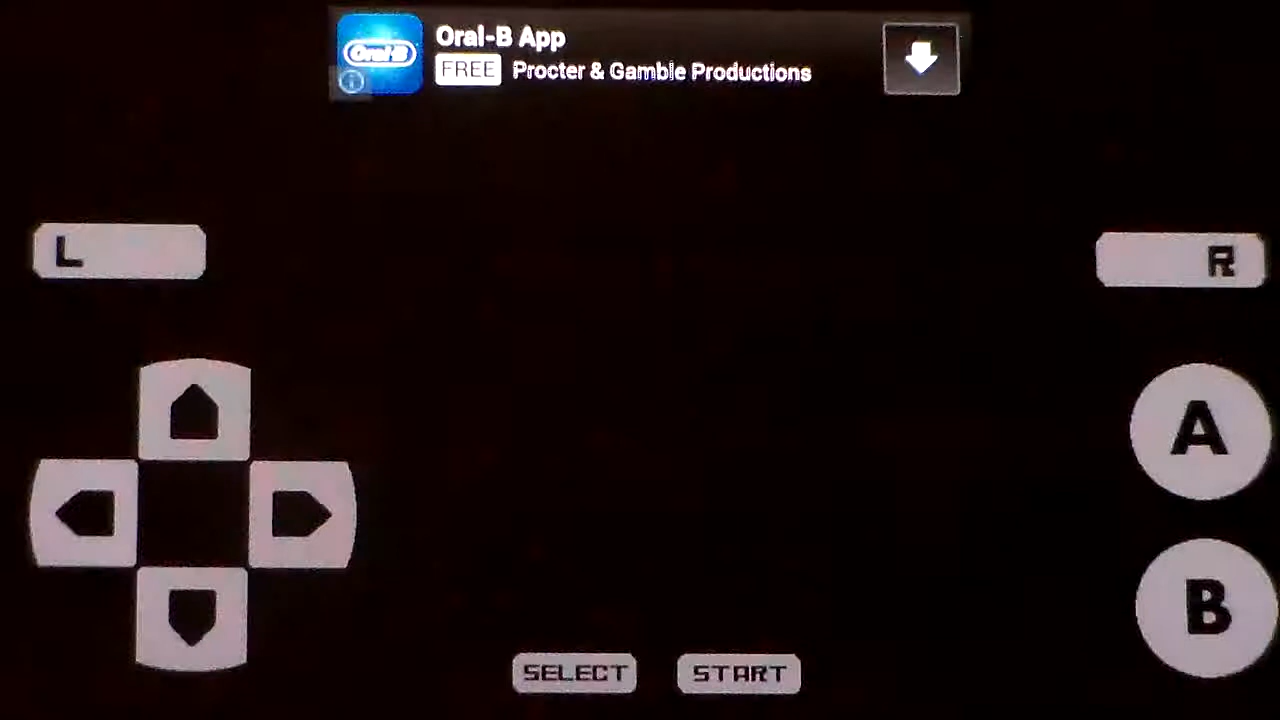 Oral-B App
Oral-B
FREE Procter & Gamble Productions
L
R
A
B
SELECT START